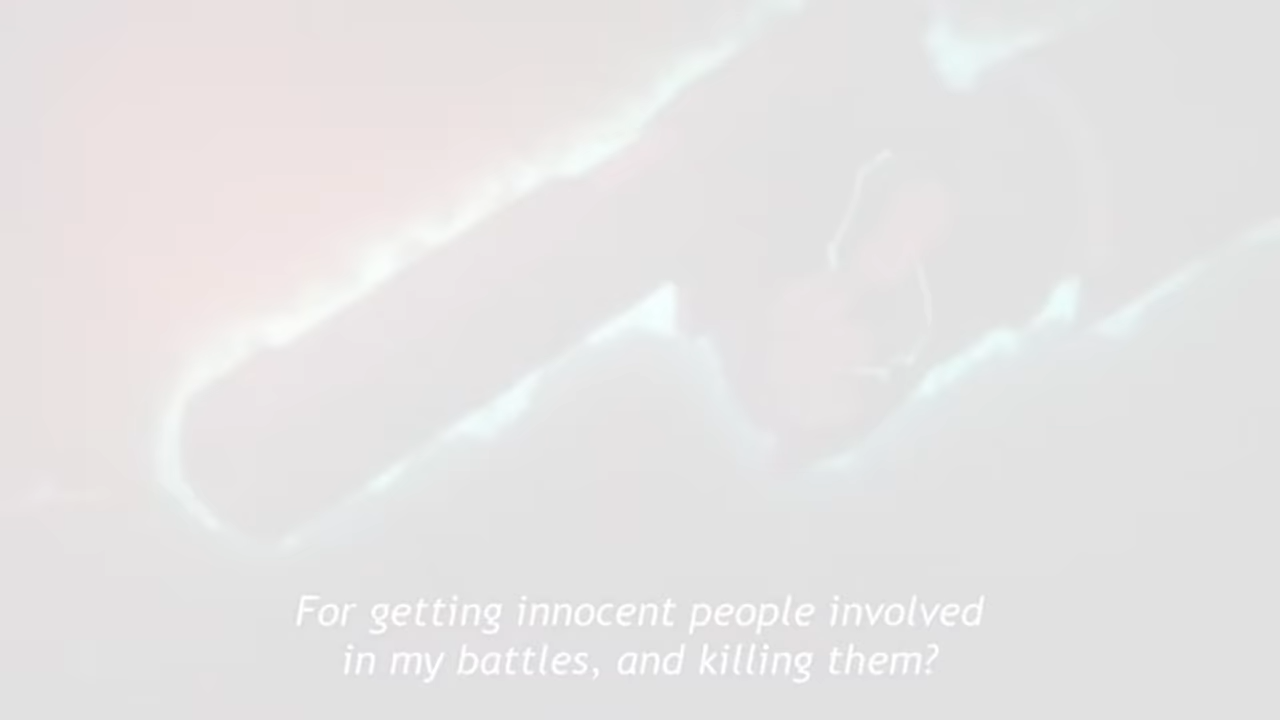 For getting innocent people involved
in my battles, and killing them?